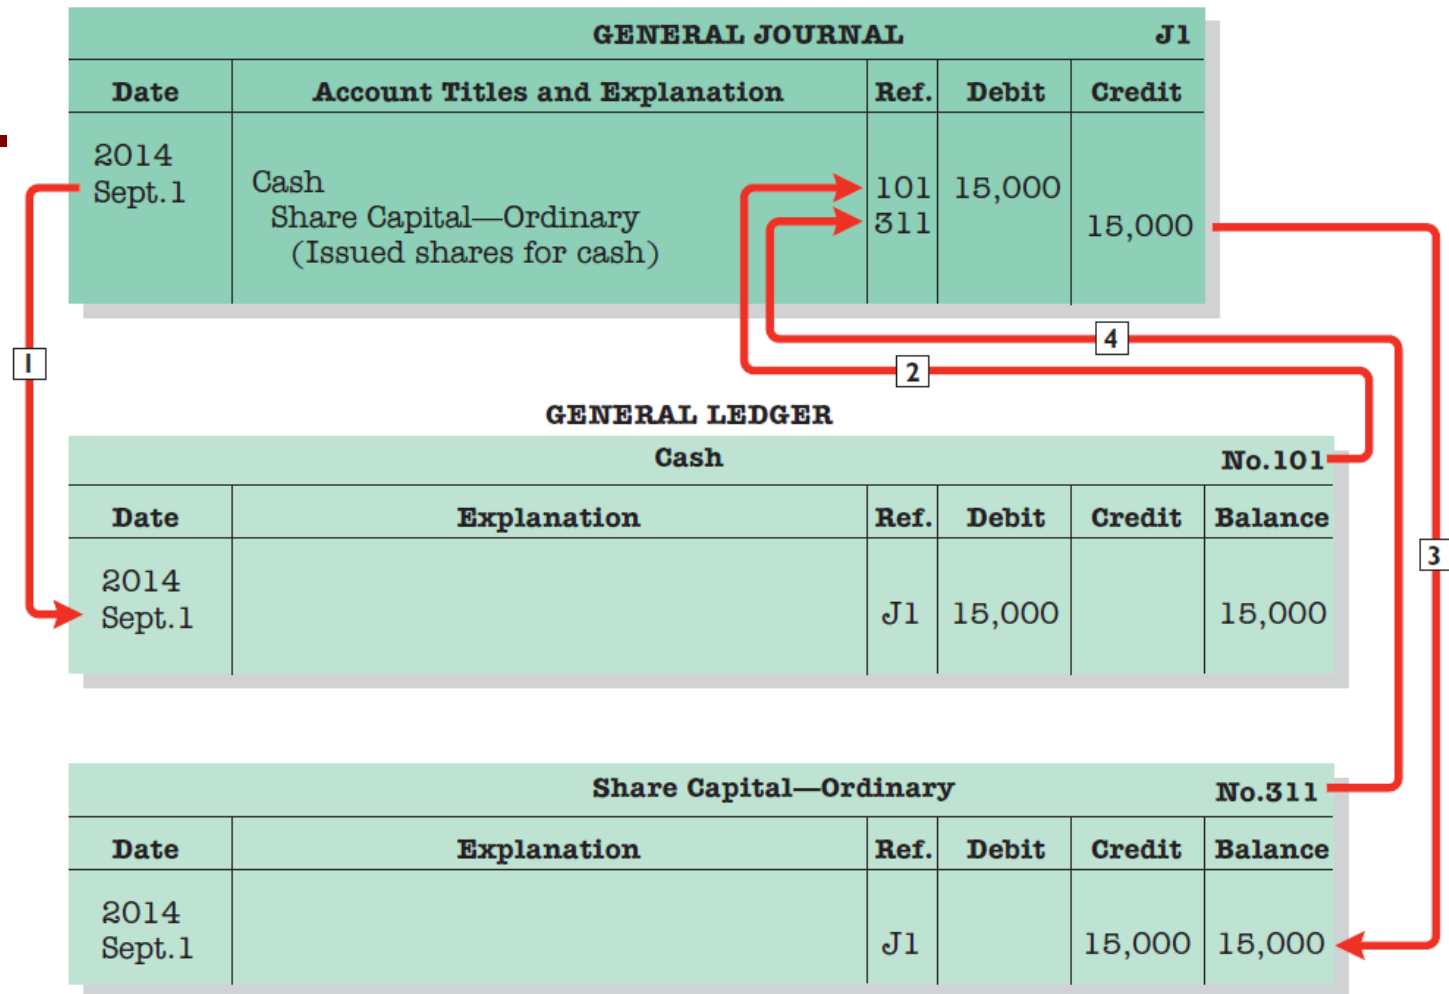 GENERAL JOURNAL J1
Date Account Titles and Explanation Ref. Debit Credit
2014
Sept.1 Cash 101 15,000
Share Capital—Ordinary 311 15,000
(Issued shares for cash)
1
4
2
GENERAL LEDGER
Cash No.101
Date Explanation Ref. Debit Credit Balance
3
2014
Sept.1 J1 15,000 15,000
Share Capital—Ordinary No.311
Date Explanation Ref. Debit Credit Balance
2014
Sept.1 J1 15,000 15,000